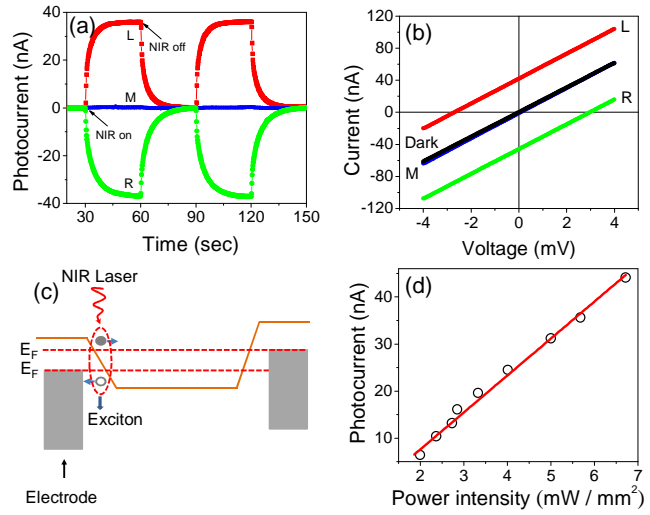 (a)
Photocurrent (nA)
40
20
0
-20
-40
L
NIR off
M
NIR on
R
30 60 90 120 150
Time (sec)
(b)
Current (nA)
120
80
40
0
-40
-80
-120
L
R
Dark
M
-4 -2 0 2 4
Voltage (mV)
(c)
NIR Laser
E_F
E_F
Exciton
Electrode
(d)
Photocurrent (nA)
40
30
20
10
2 3 4 5 6 7
Power intensity (mW / mm²)